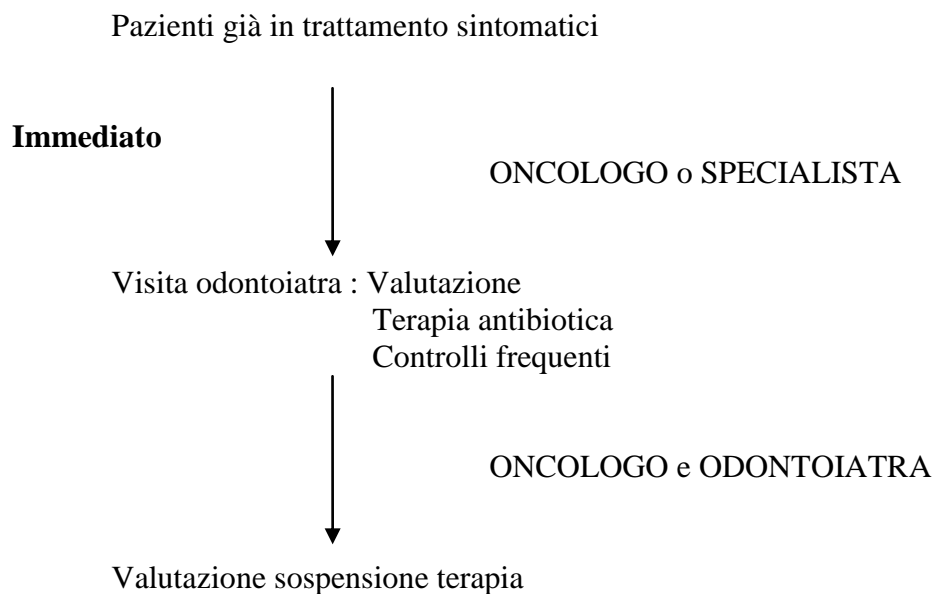 Pazienti già in trattamento sintomatici
Immediato
ONCOLOGO o SPECIALISTA
Visita odontoiatra : Valutazione
Terapia antibiotica
Controlli frequenti
ONCOLOGO e ODONTOIATRA
Valutazione sospensione terapia